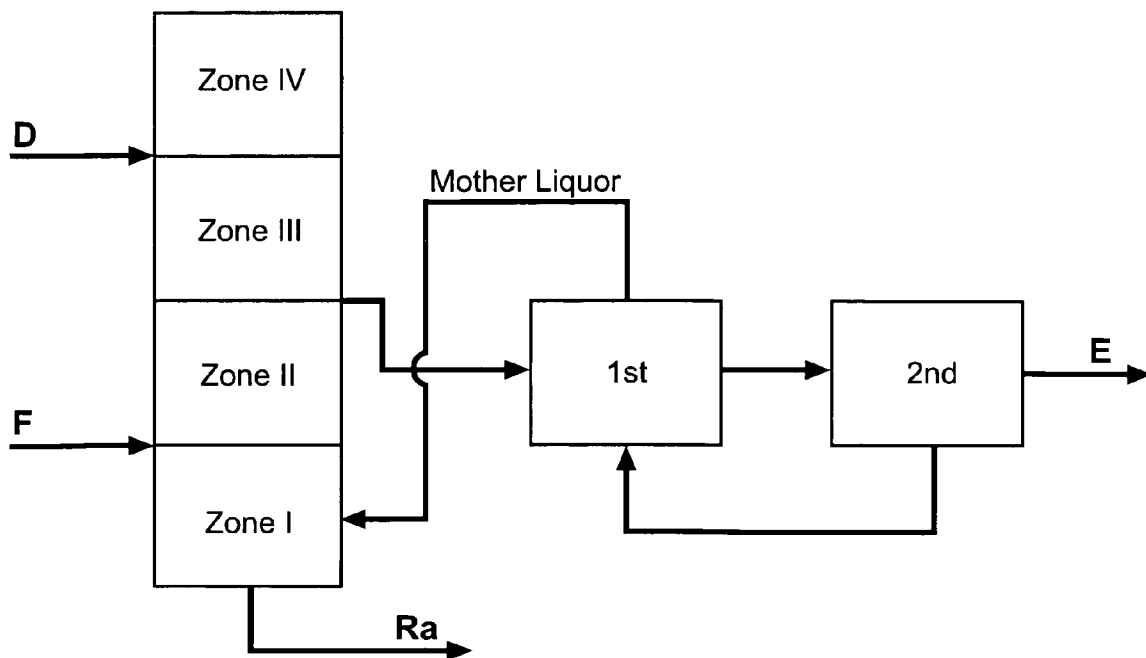 Zone IV
D
Mother Liquor
Zone III
1st
2nd
E
Zone II
F
Zone I
Ra